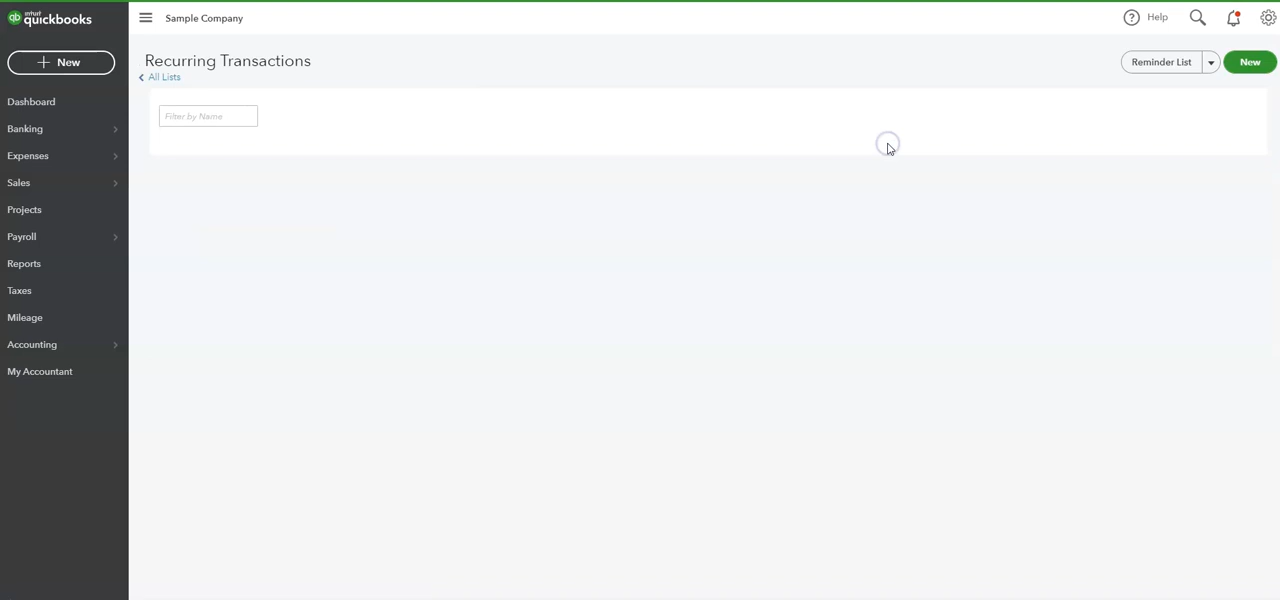 intuit
quickbooks
Sample Company
Help
New
Recurring Transactions
All Lists
Reminder List
New
Filter by Name
Dashboard
Banking
Expenses
Sales
Projects
Payroll
Reports
Taxes
Mileage
Accounting
My Accountant